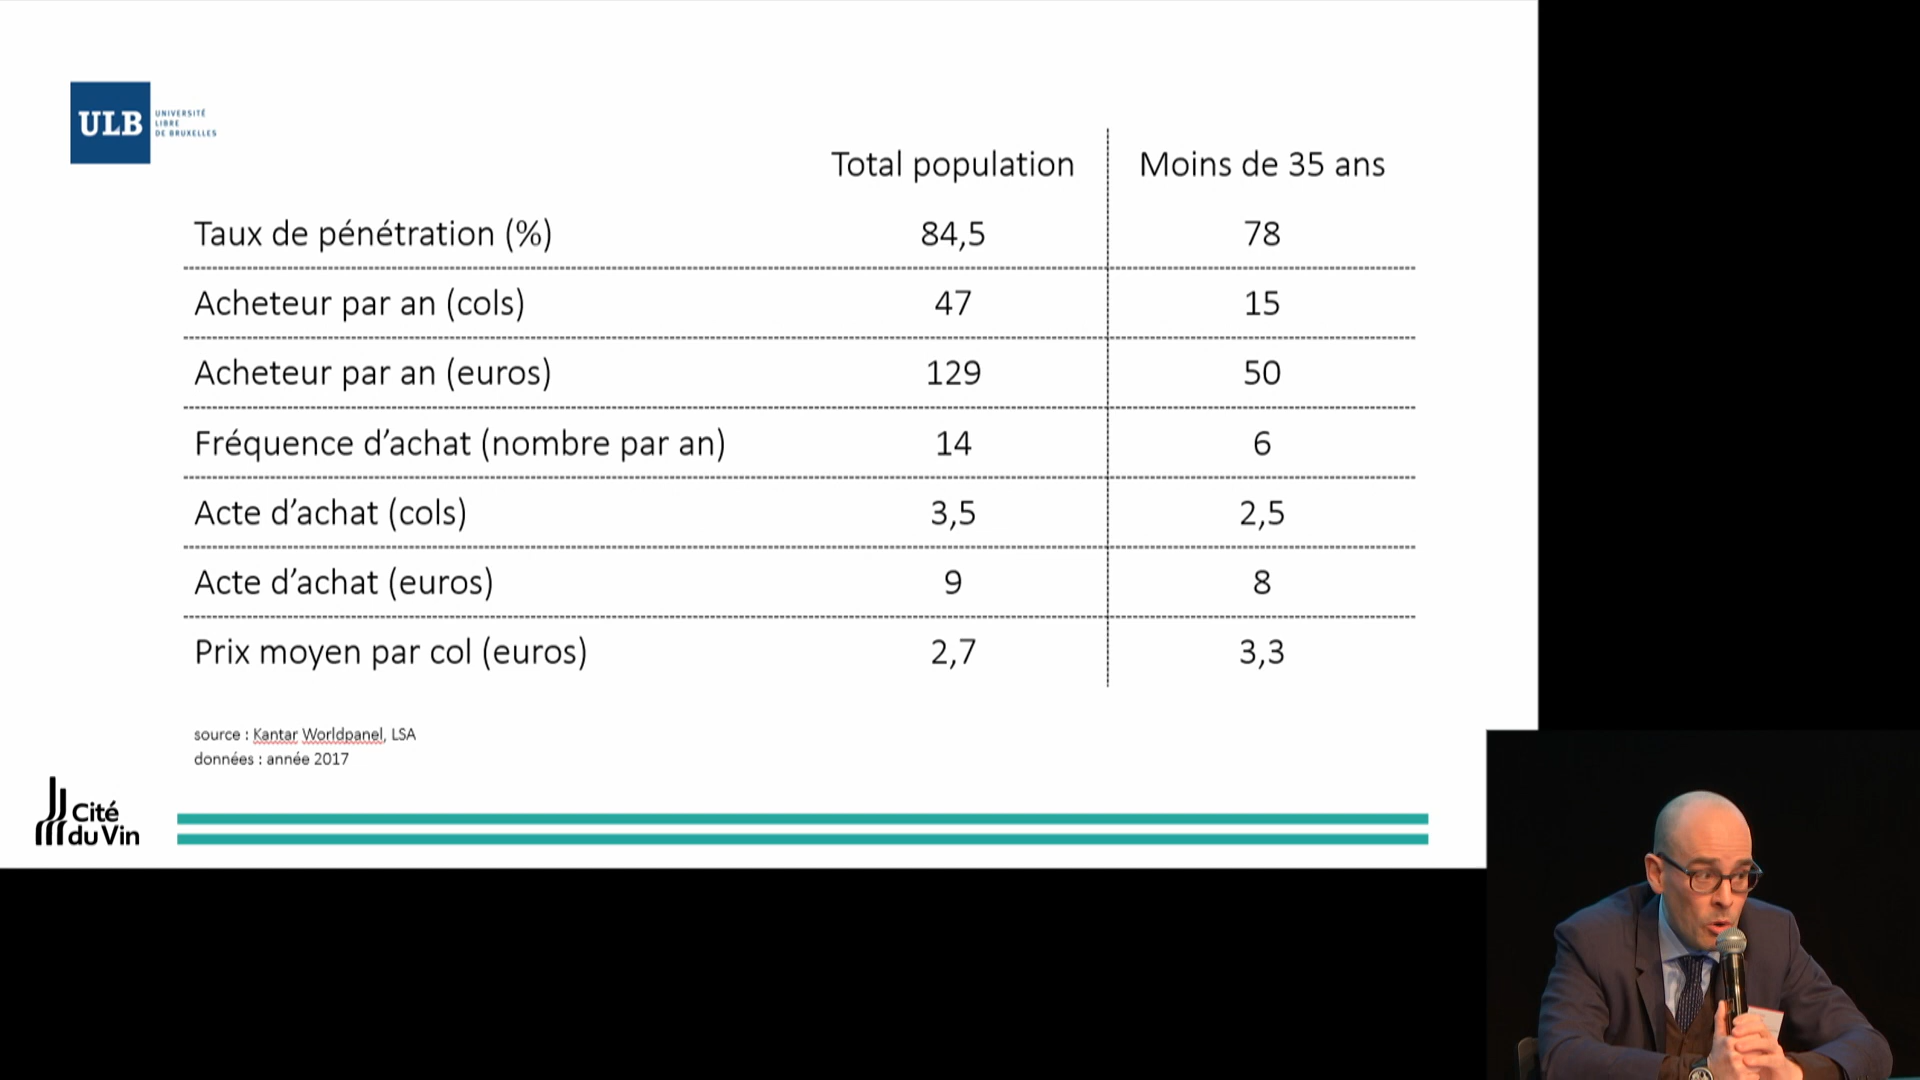 ULB
UNIVERSITÉ
LIBRE
DE BRUXELLES
Total population Moins de 35 ans
Taux de pénétration (%) 84,5 78
Acheteur par an (cols) 47 15
Acheteur par an (euros) 129 50
Fréquence d’achat (nombre par an) 14 6
Acte d’achat (cols) 3,5 2,5
Acte d’achat (euros) 9 8
Prix moyen par col (euros) 2,7 3,3
source : Kantar Worldpanel, LSA
données : année 2017
Cité
du Vin